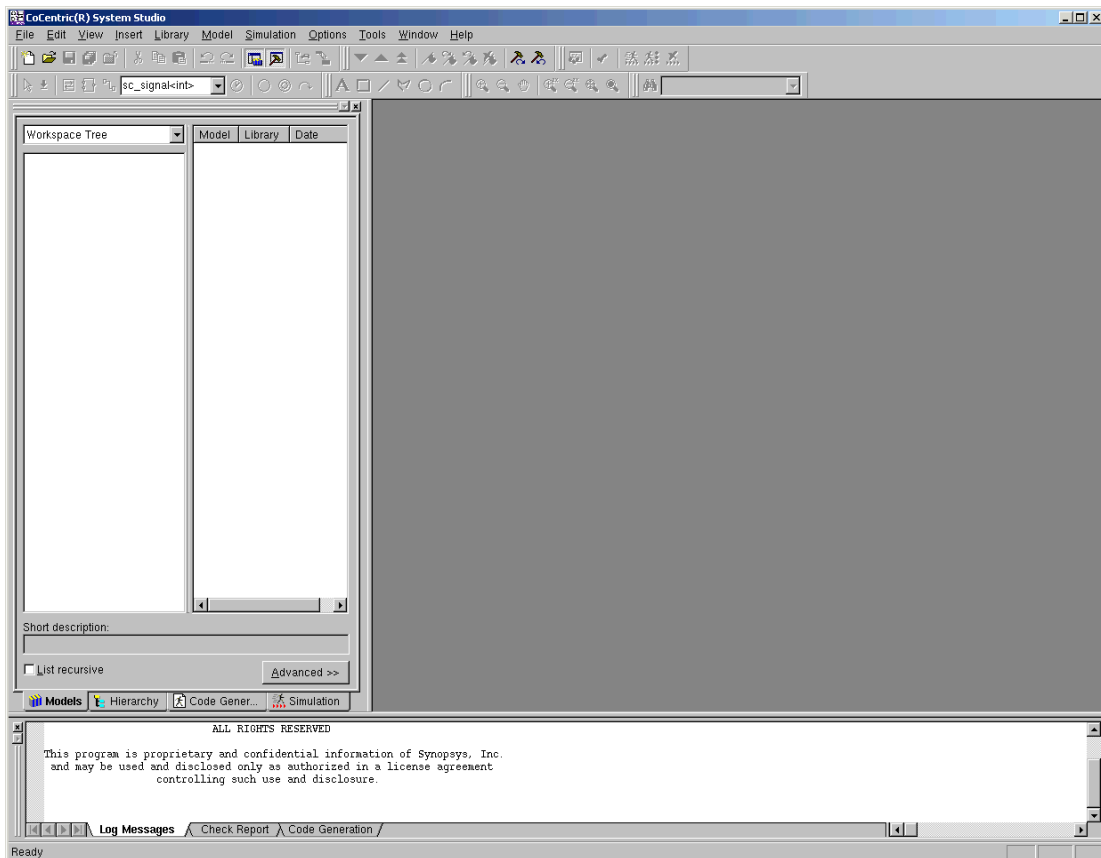 CoCentric(R) System Studio
File Edit View Insert Library Model Simulation Options Tools Window Help
sc_signal<int>
Workspace Tree
Model Library Date
Short description:
List recursive
Advanced >>
Models Hierarchy Code Gener... Simulation
ALL RIGHTS RESERVED
This program is proprietary and confidential information of Synopsys, Inc.
and may be used and disclosed only as authorized in a license agreement
controlling such use and disclosure.
Log Messages Check Report Code Generation
Ready